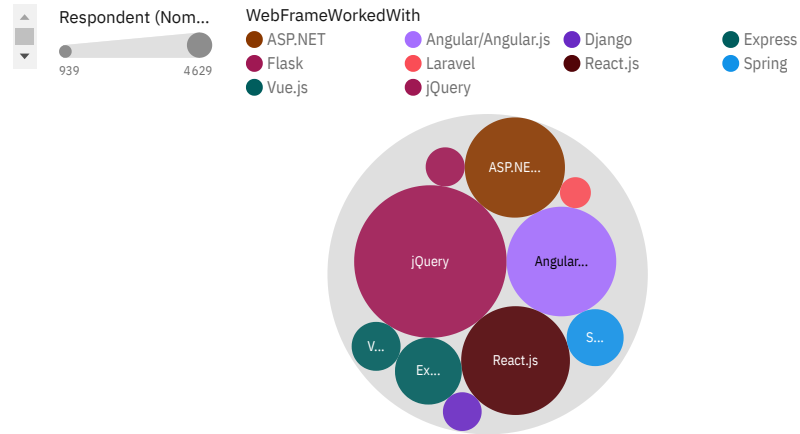 Respondent (Nom...
939
4629
WebFrameWorkedWith
ASP.NET
Angular/Angular.js
Django
Express
Flask
Laravel
React.js
Spring
Vue.js
jQuery
ASP.NE...
jQuery
Angular...
V...
Ex...
React.js
S...